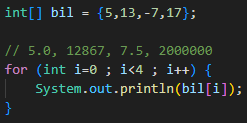 int[] bil = {5,13,-7,17};
// 5.0, 12867, 7.5, 2000000
for (int i=0 ; i<4 ; i++) {
System.out.println(bil[i]);
}